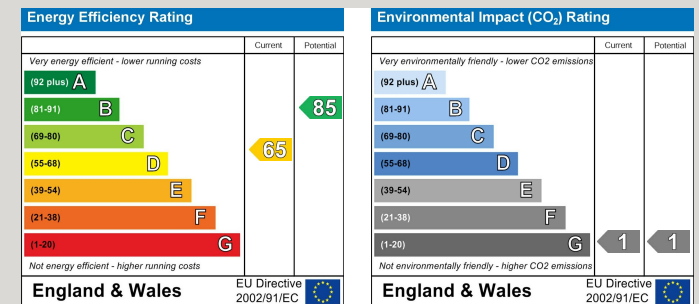 Energy Efficiency Rating
Current Potential
Very energy efficient - lower running costs
(92 plus) A
(81-91) B
85
(69-80) C
65
(55-68) D
(39-54) E
(21-38) F
(1-20) G
Not energy efficient - higher running costs
England & Wales
EU Directive
2002/91/EC
Environmental Impact (CO₂) Rating
Current Potential
Very environmentally friendly - lower CO2 emissions
(92 plus) A
(81-91) B
(69-80) C
(55-68) D
(39-54) E
(21-38) F
(1-20) G
1 1
Not environmentally friendly - higher CO2 emissions
England & Wales
EU Directive
2002/91/EC